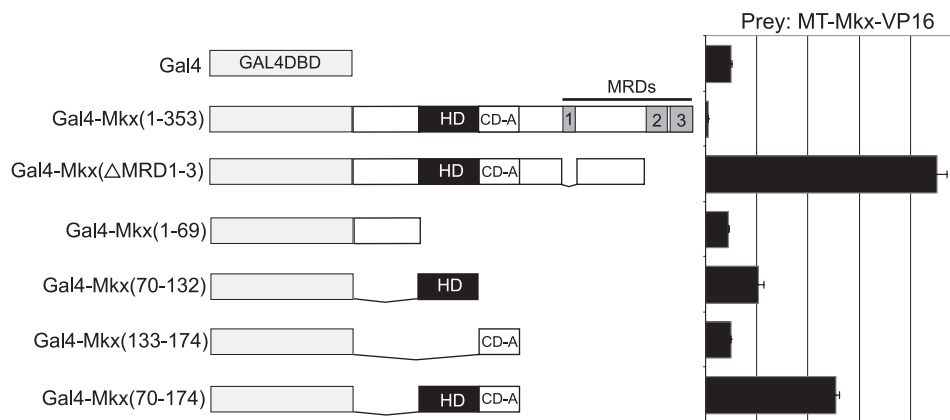 Prey: MT-Mkx-VP16
Gal4 GAL4DBD
MRDs
Gal4-Mkx(1-353) HD CD-A 1 2 3
Gal4-Mkx(△MRD1-3) HD CD-A
Gal4-Mkx(1-69)
Gal4-Mkx(70-132) HD
Gal4-Mkx(133-174) CD-A
Gal4-Mkx(70-174) HD CD-A